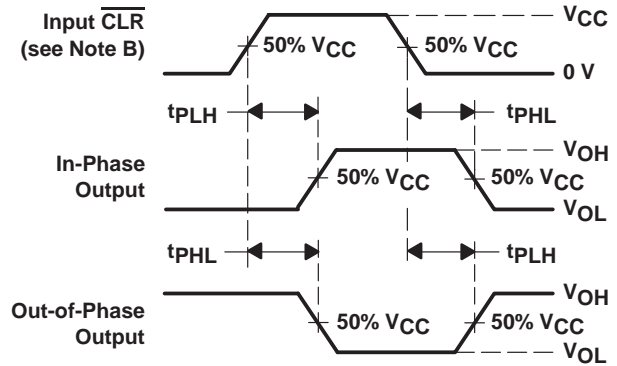 Input CLR
(see Note B)
50% VCC
50% VCC
VCC
0 V
tPLH
tPHL
In-Phase
Output
50% VCC
50% VCC
VOH
VOL
tPHL
tPLH
Out-of-Phase
Output
50% VCC
50% VCC
VOH
VOL